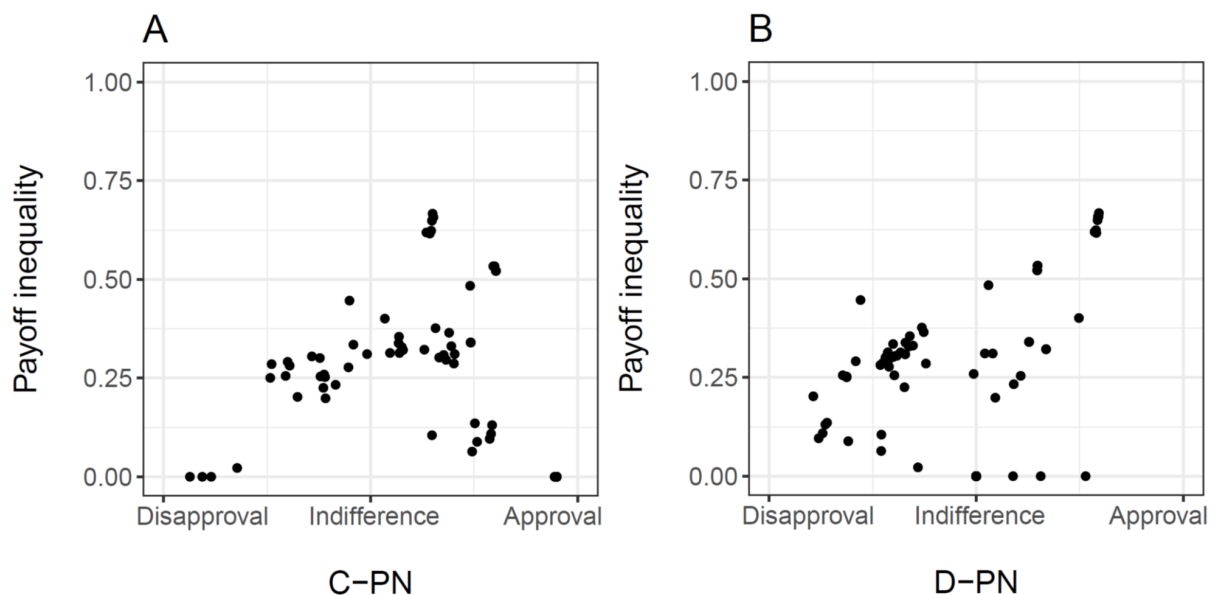 A
Payoff inequality
1.00
0.75
0.50
0.25
0.00
Disapproval Indifference Approval
C−PN
B
Payoff inequality
1.00
0.75
0.50
0.25
0.00
Disapproval Indifference Approval
D−PN